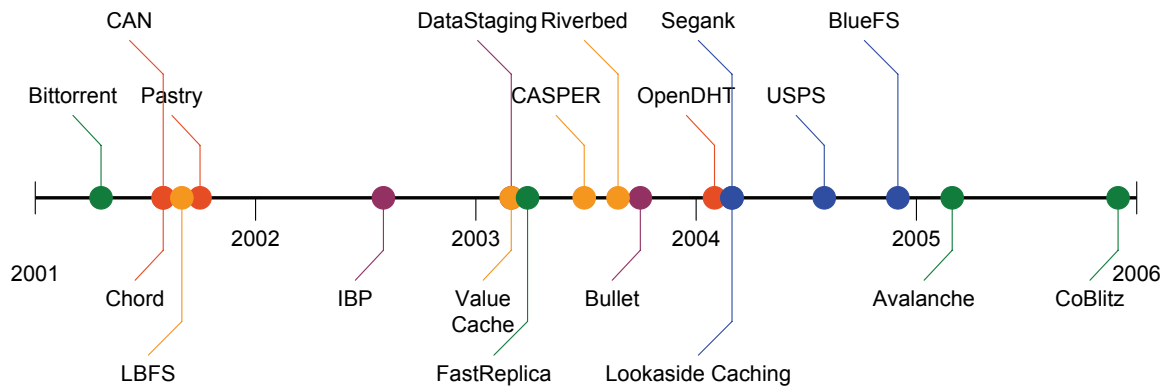 CAN
DataStaging
Riverbed
Segank
BlueFS
Bittorrent
Pastry
CASPER
OpenDHT
USPS
2002
2003
2004
2005
2001
2006
Chord
IBP
Value
Cache
Bullet
Avalanche
CoBlitz
LBFS
FastReplica
Lookaside Caching